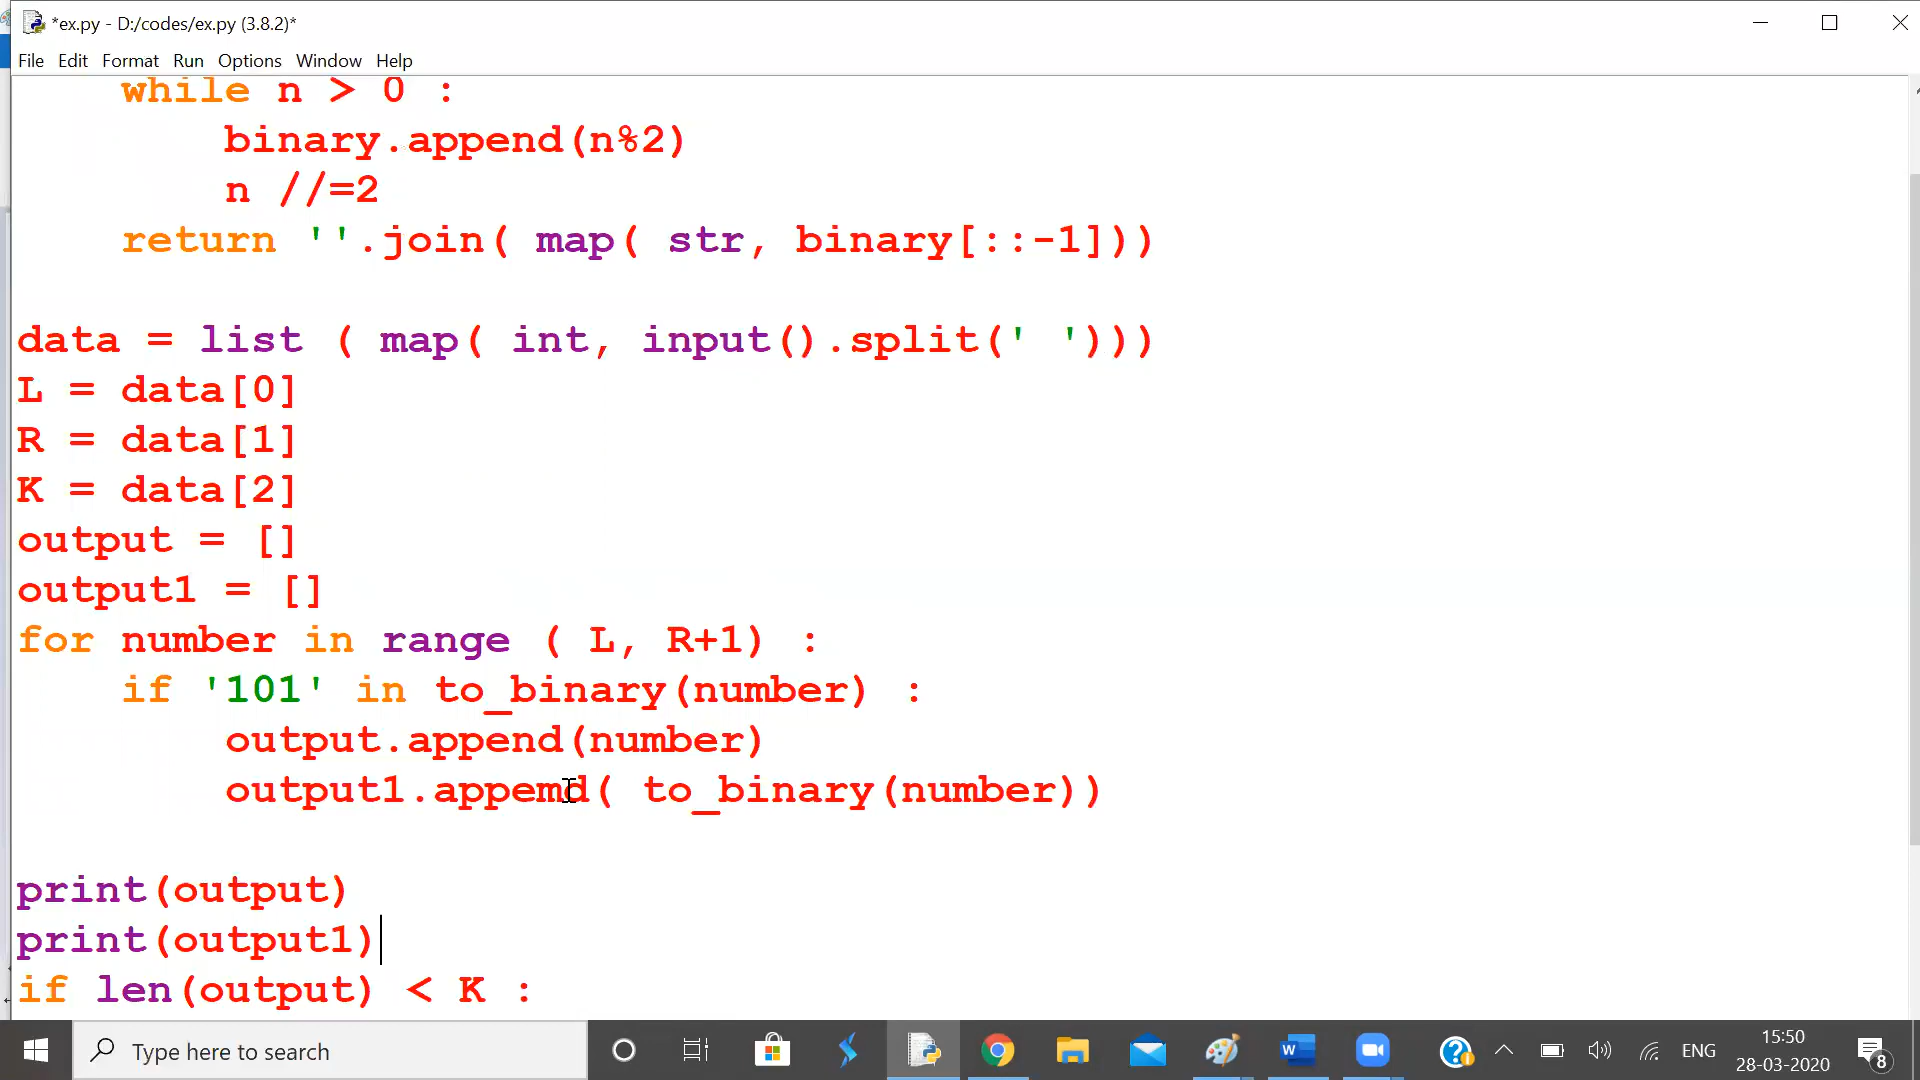 *ex.py - D:/codes/ex.py (3.8.2)*
File Edit Format Run Options Window Help
    while n > 0 :
        binary.append(n%2)
        n //=2
    return ''.join( map( str, binary[::-1]))
data = list ( map( int, input().split(' ')))
L = data[0]
R = data[1]
K = data[2]
output = []
output1 = []
for number in range ( L, R+1) :
    if '101' in to_binary(number) :
        output.append(number)
        output1.appemd( to_binary(number))
print(output)
print(output1)
if len(output) < K :
Type here to search
W
ENG
15:50
28-03-2020
8